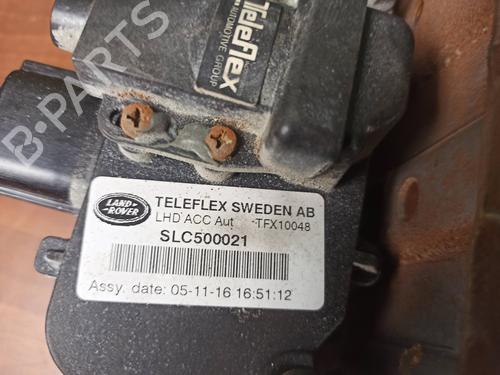 Teleflex
AUTOMOTIVE GROUP
B·PARTS
LAND
ROVER
TELEFLEX SWEDEN AB
LHD ACC Aut TFX10048
SLC500021
Assy. date: 05-11-16 16:51:12